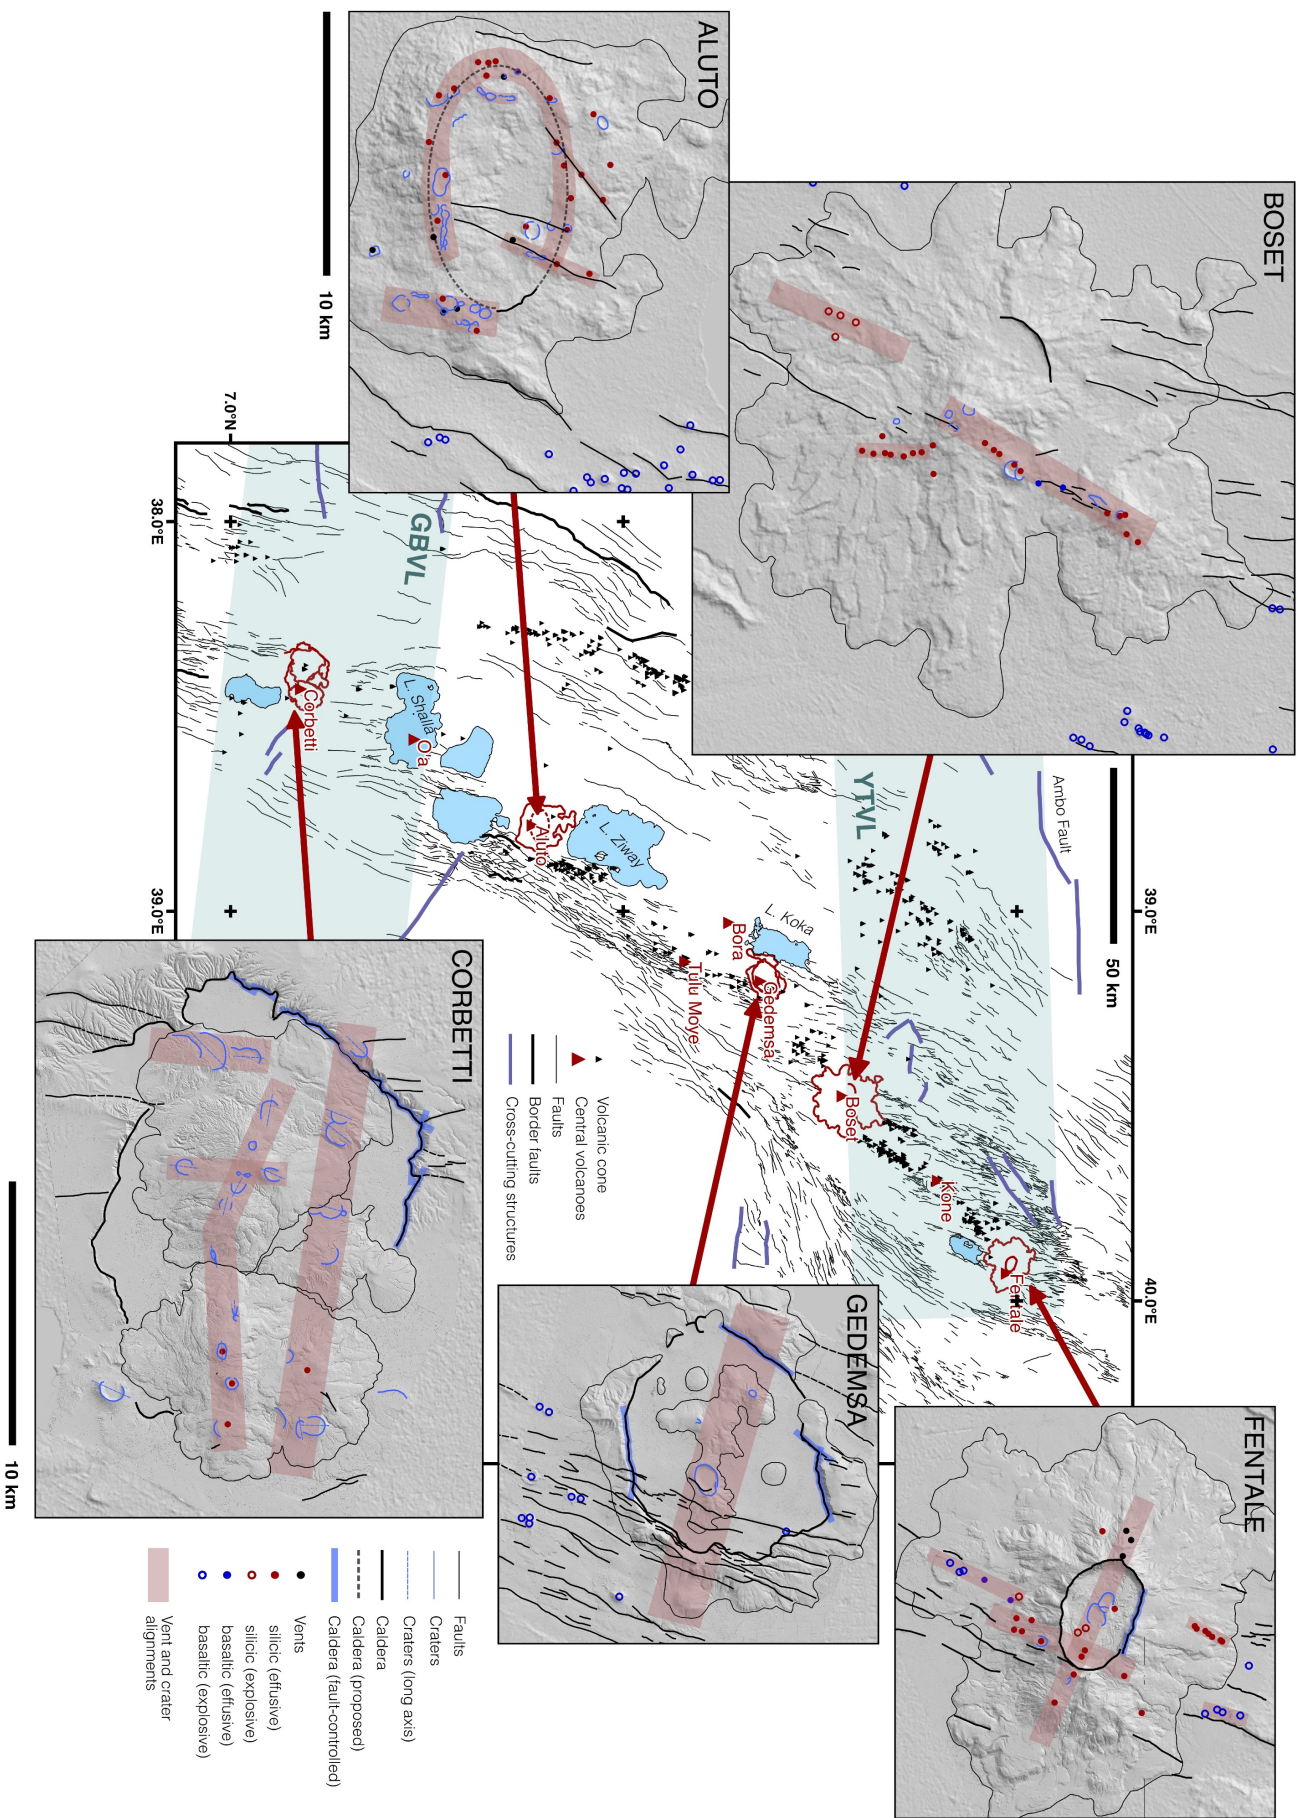 ALUTO
10 km
BOSET
FENTALE
GEDEMSA
CORBETTI
10 km
50 km
7.0°N
38.0°E
39.0°E
39.0°E
40.0°E
GBVL
YTVL
Ambo Fault
L. Shalla
O'a
Corbetti
Aluto
L. Ziway
L. Koka
Bora
Tulu Moye
Gedemsa
Boset
Kone
Fentale
Volcanic cone
Central volcanoes
Faults
Border faults
Cross-cutting structures
Faults
Craters
Craters (long axis)
Caldera
Caldera (proposed)
Caldera (fault-controlled)
Vents
silicic (effusive)
silicic (explosive)
basaltic (effusive)
basaltic (explosive)
Vent and crater
alignments